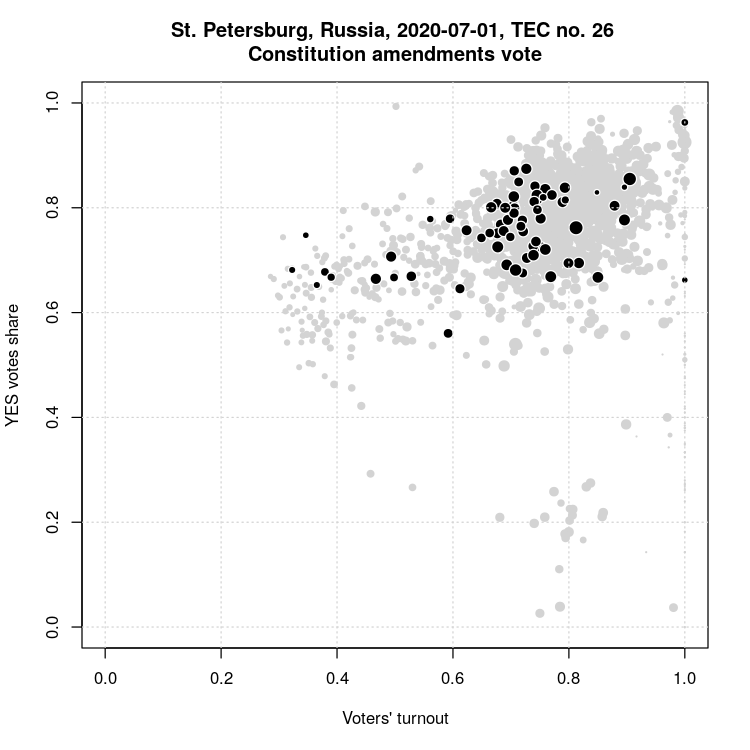 St. Petersburg, Russia, 2020-07-01, TEC no. 26
Constitution amendments vote
YES votes share
1.0
0.8
0.6
0.4
0.2
0.0
0.0 0.2 0.4 0.6 0.8 1.0
Voters' turnout